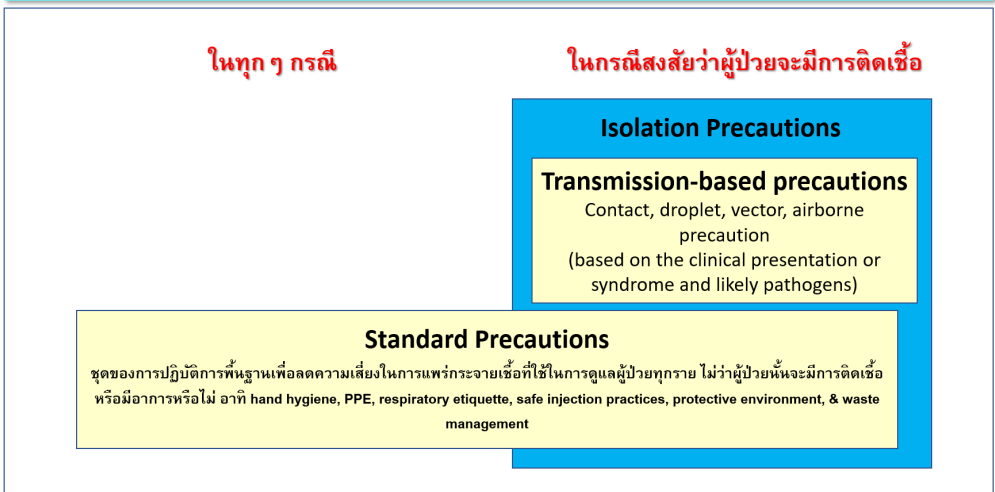 ในทุก ๆ กรณี
ในกรณีสงสัยว่าผู้ป่วยจะมีการติดเชื้อ
Isolation Precautions
Transmission-based precautions
Contact, droplet, vector, airborne
precaution
(based on the clinical presentation or
syndrome and likely pathogens)
Standard Precautions
ชุดของการปฏิบัติการพื้นฐานเพื่อลดความเสี่ยงในการแพร่กระจายเชื้อที่ใช้ในการดูแลผู้ป่วยทุกราย ไม่ว่าผู้ป่วยนั้นจะมีการติดเชื้อ
หรือมีอาการหรือไม่ อาทิ hand hygiene, PPE, respiratory etiquette, safe injection practices, protective environment, & waste
management